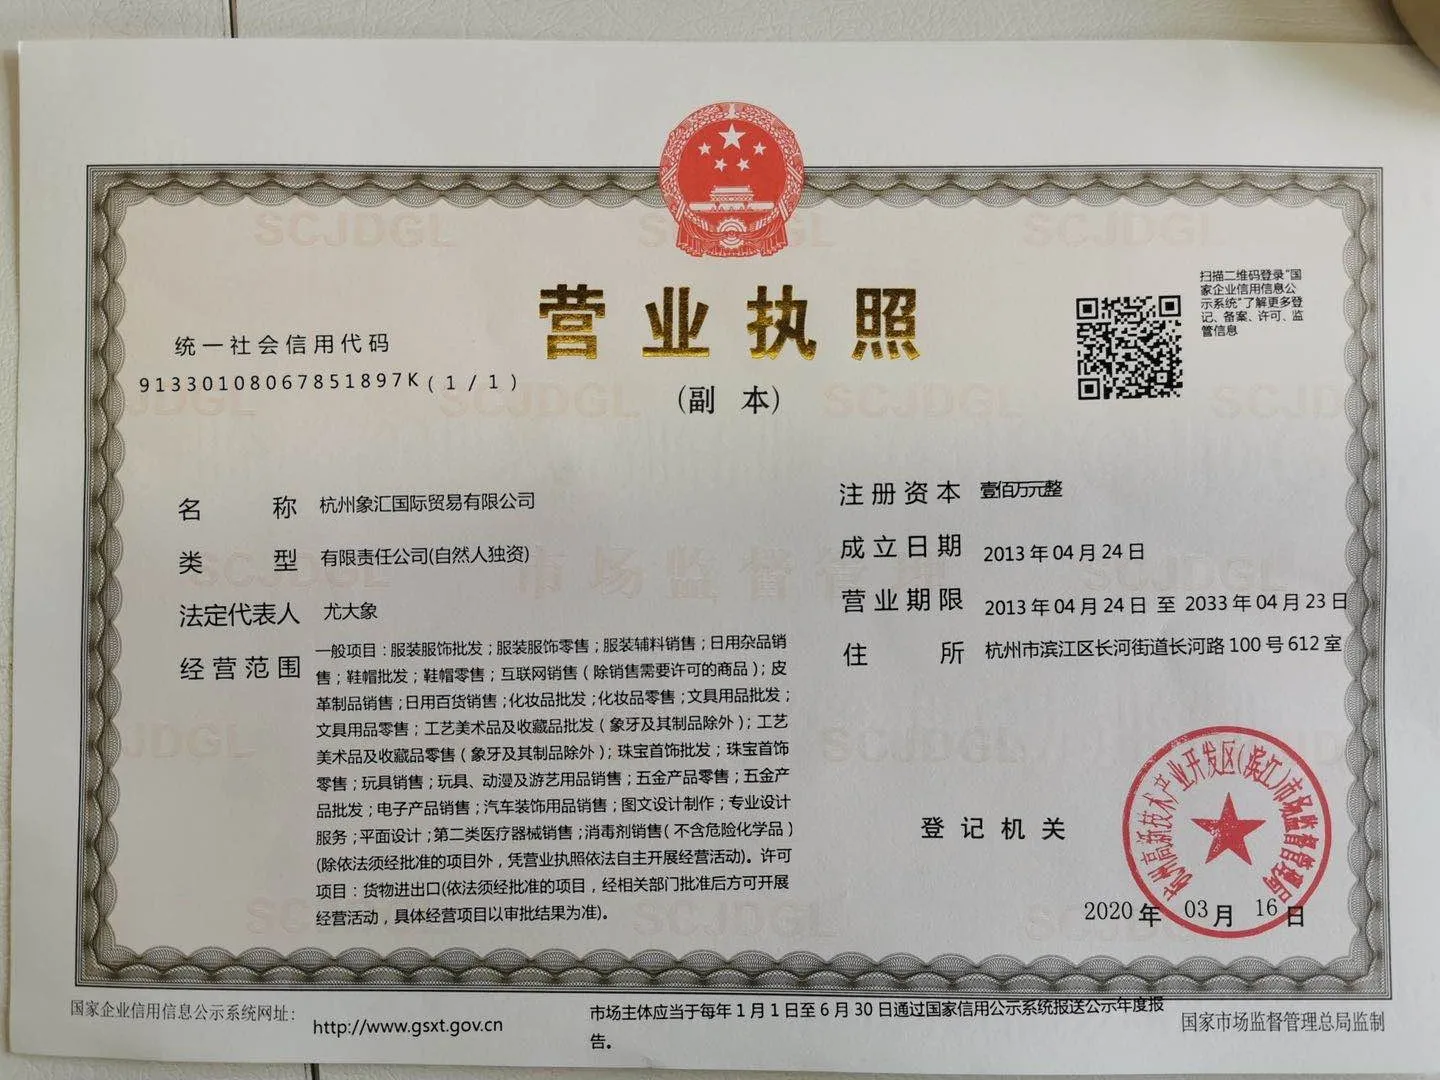 SCJDGL
扫描二维码登录"国
家企业信用信息公
示系统"了解更多登
记、备案、许可、监
管信息
营业执照
(副 本)
统一社会信用代码
91330108067851897K(1/1)
名 称 杭州象汇国际贸易有限公司
类 型 有限责任公司(自然人独资)
法定代表人 尤大象
经营范围 一般项目:服装服饰批发;服装服饰零售;服装辅料销售;日用杂品销
售;鞋帽批发;鞋帽零售;互联网销售(除销售需要许可的商品);皮
革制品销售;日用百货销售;化妆品批发;化妆品零售;文具用品批发;
文具用品零售;工艺美术品及收藏品批发(象牙及其制品除外);工艺
美术品及收藏品零售(象牙及其制品除外);珠宝首饰批发;珠宝首饰
零售;玩具销售;玩具、动漫及游艺用品销售;五金产品零售;五金产
品批发;电子产品销售;汽车装饰用品销售;图文设计制作;专业设计
服务;平面设计;第二类医疗器械销售;消毒剂销售(不含危险化学品)
(除依法须经批准的项目外,凭营业执照依法自主开展经营活动)。许可
项目:货物进出口(依法须经批准的项目,经相关部门批准后方可开展
经营活动,具体经营项目以审批结果为准)。
注册资本 壹佰万元整
成立日期 2013年04月24日
营业期限 2013年04月24日 至 2033年04月23日
住 所 杭州市滨江区长河街道长河路100号612室
登记机关
杭州高新技术产业开发区(滨江)市场监督管理局
2020年 03月 16日
国家企业信用信息公示系统网址:
http://www.gsxt.gov.cn
市场主体应当于每年1月1日至6月30日通过国家信用公示系统报送公示年度报
告。
国家市场监督管理总局监制